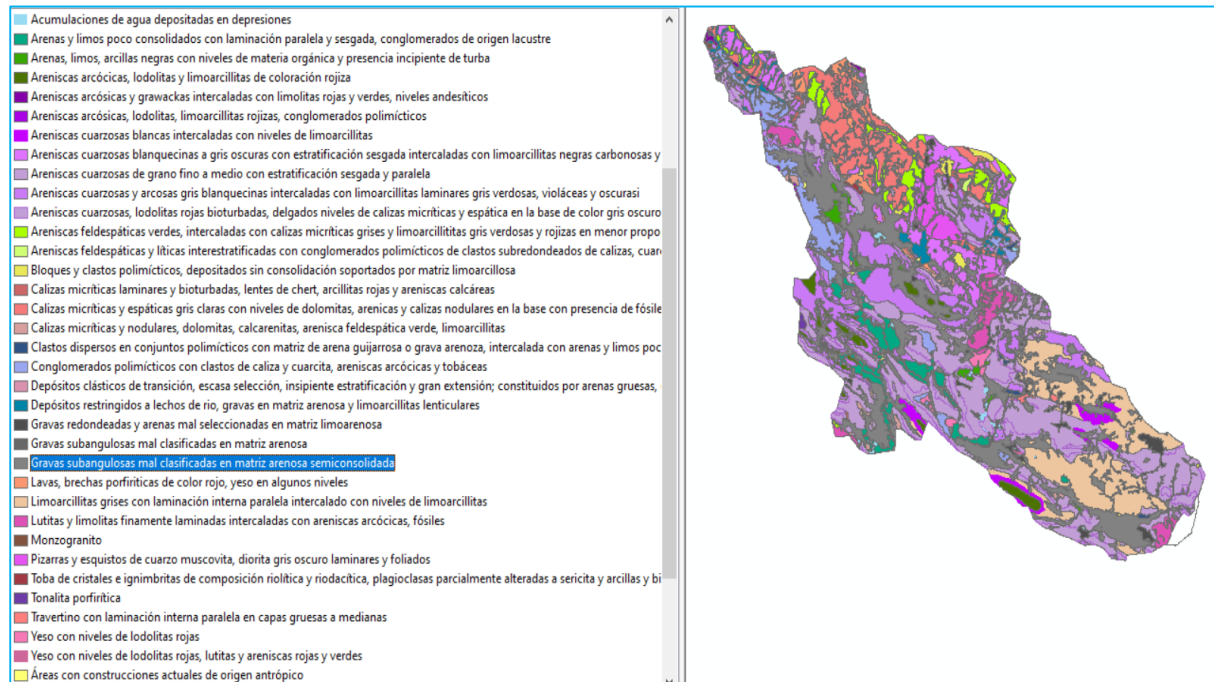 Acumulaciones de agua depositadas en depresiones
Arenas y limos poco consolidados con laminación paralela y sesgada, conglomerados de origen lacustre
Arenas, limos, arcillas negras con niveles de materia orgánica y presencia incipiente de turba
Areniscas arcócicas, lodolitas y limoarcillitas de coloración rojiza
Areniscas arcósicas y grawackas intercaladas con limolitas rojas y verdes, niveles andesíticos
Areniscas arcósicas, lodolitas, limoarcillitas rojizas, conglomerados polimícticos
Areniscas cuarzosas blancas intercaladas con niveles de limoarcillitas
Areniscas cuarzosas blanquecinas a gris oscuras con estratificación sesgada intercaladas con limoarcillitas negras carbonosas y
Areniscas cuarzosas de grano fino a medio con estratificación sesgada y paralela
Areniscas cuarzosas y arcosas gris blanquecinas intercaladas con limoarcillitas laminares gris verdosas, violáceas y oscurasi
Areniscas cuarzosas, lodolitas rojas bioturbadas, delgados niveles de calizas micríticas y espática en la base de color gris oscuro
Areniscas feldespáticas verdes, intercaladas con calizas micríticas grises y limoarcillititas gris verdosas y rojizas en menor propo
Areniscas feldespáticas y líticas interestratificadas con conglomerados polimícticos de clastos subredondeados de calizas, cuar
Bloques y clastos polimícticos, depositados sin consolidación soportados por matriz limoarcillosa
Calizas micríticas laminares y bioturbadas, lentes de chert, arcillitas rojas y areniscas calcáreas
Calizas micríticas y espáticas gris claras con niveles de dolomitas, arenicas y calizas nodulares en la base con presencia de fósile
Calizas micríticas y nodulares, dolomitas, calcarenitas, arenisca feldespática verde, limoarcillitas
Clastos dispersos en conjuntos polimícticos con matriz de arena guijarrosa o grava arenoza, intercalada con arenas y limos poc
Conglomerados polimícticos con clastos de caliza y cuarcita, areniscas arcócicas y tobáceas
Depósitos clásticos de transición, escasa selección, insipiente estratificación y gran extensión; constituidos por arenas gruesas,
Depósitos restringidos a lechos de rio, gravas en matriz arenosa y limoarcillitas lenticulares
Gravas redondeadas y arenas mal seleccionadas en matriz limoarenosa
Gravas subangulosas mal clasificadas en matriz arenosa
Gravas subangulosas mal clasificadas en matriz arenosa semiconsolidada
Lavas, brechas porfiríticas de color rojo, yeso en algunos niveles
Limoarcillitas grises con laminación interna paralela intercalado con niveles de limoarcillitas
Lutitas y limolitas finamente laminadas intercaladas con areniscas arcócicas, fósiles
Monzogranito
Pizarras y esquistos de cuarzo muscovita, diorita gris oscuro laminares y foliados
Toba de cristales e ignimbritas de composición riolítica y riodacítica, plagioclasas parcialmente alteradas a sericita y arcillas y bi
Tonalita porfirítica
Travertino con laminación interna paralela en capas gruesas a medianas
Yeso con niveles de lodolitas rojas
Yeso con niveles de lodolitas rojas, lutitas y areniscas rojas y verdes
Áreas con construcciones actuales de origen antrópico